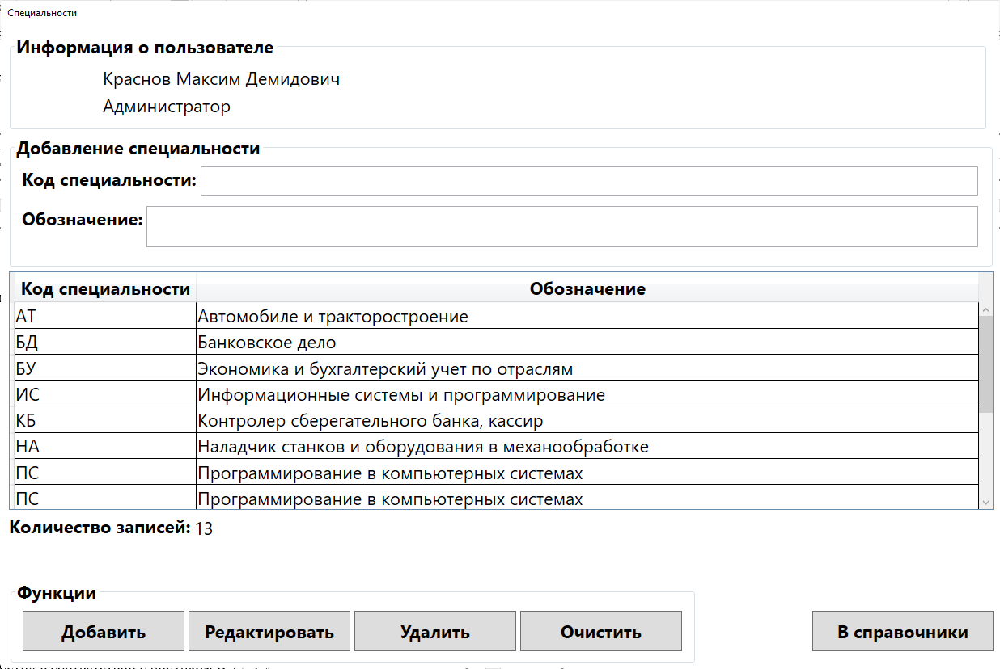 Специальности
Информация о пользователе
Краснов Максим Демидович
Администратор
Добавление специальности
Код специальности:
Обозначение:
Код специальности Обозначение
АТ Автомобиле и тракторостроение
БД Банковское дело
БУ Экономика и бухгалтерский учет по отраслям
ИС Информационные системы и программирование
КБ Контролер сберегательного банка, кассир
НА Наладчик станков и оборудования в механообработке
ПС Программирование в компьютерных системах
ПС Программирование в компьютерных системах
Количество записей: 13
Функции
Добавить Редактировать Удалить Очистить В справочники